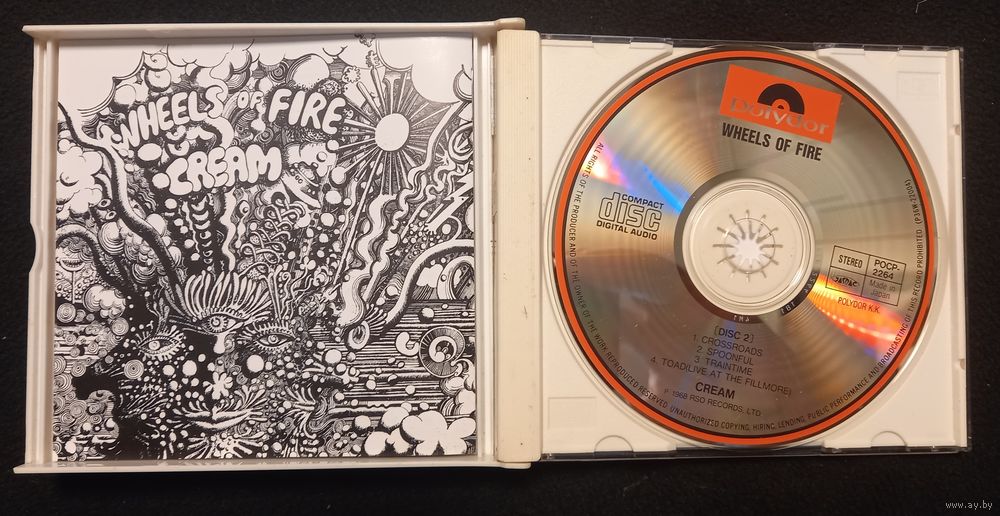 WHEELS OF FIRE
CREAM
Polydor
WHEELS OF FIRE
COMPACT
disc
DIGITAL AUDIO
STEREO
POCP-
2264
Made in
Japan
POLYDOR K.K.
[DISC 2]
1. CROSSROADS
2. SPOONFUL
3. TRAINTIME
4. TOAD(LIVE AT THE FILLMORE)
CREAM
℗ 1968 RSO RECORDS, LTD
ALL RIGHTS OF THE PRODUCER AND OF THE OWNER OF THE WORK REPRODUCED RESERVED UNAUTHORIZED COPYING, HIRING, LENDING, PUBLIC PERFORMANCE AND BROADCASTING OF THIS RECORD PROHIBITED
www.ay.by